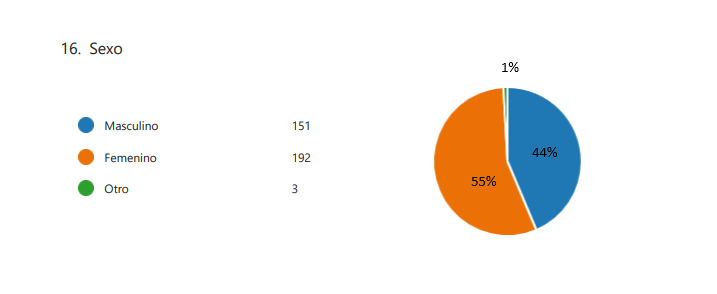 16. Sexo
1%
Masculino 151
44%
Femenino 192
55%
Otro 3